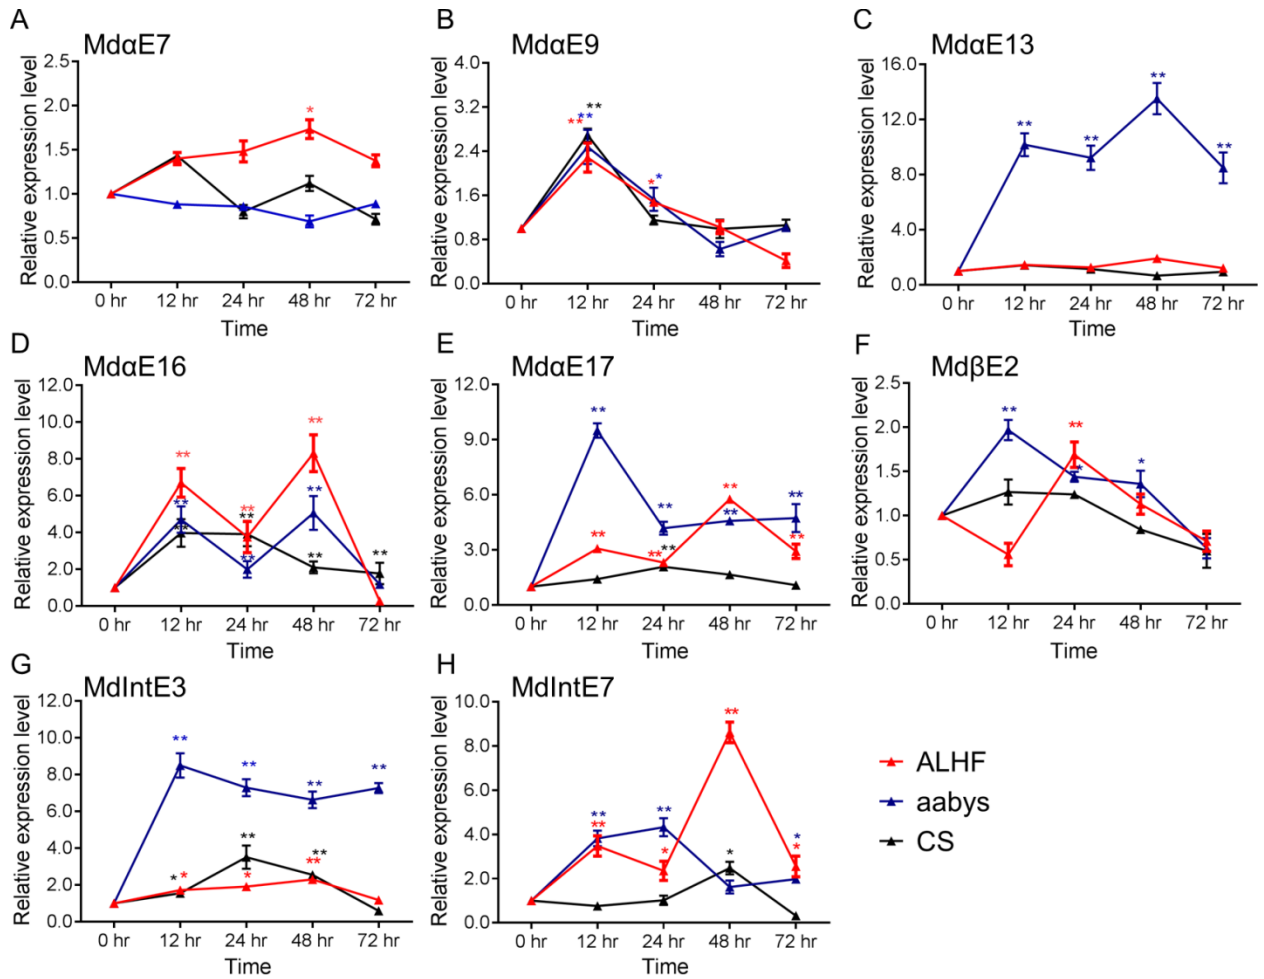 A
MdαE7
Relative expression level
2.5
2.0
1.5
1.0
0.5
0.0
*
0 hr 12 hr 24 hr 48 hr 72 hr
Time
B
MdαE9
Relative expression level
4.0
3.2
2.4
1.6
0.8
0.0
**
** **
* *
0 hr 12 hr 24 hr 48 hr 72 hr
Time
C
MdαE13
Relative expression level
16.0
12.0
8.0
4.0
0.0
** ** ** **
0 hr 12 hr 24 hr 48 hr 72 hr
Time
D
MdαE16
Relative expression level
12.0
10.0
8.0
6.0
4.0
2.0
0.0
** ** **
** ** **
** ** ** **
0 hr 12 hr 24 hr 48 hr 72 hr
Time
E
MdαE17
Relative expression level
12.0
9.0
6.0
3.0
0.0
** ** ** **
** ** ** **
**
0 hr 12 hr 24 hr 48 hr 72 hr
Time
F
MdβE2
Relative expression level
2.5
2.0
1.5
1.0
0.5
0.0
** **
* *
0 hr 12 hr 24 hr 48 hr 72 hr
Time
G
MdIntE3
Relative expression level
12.0
10.0
8.0
6.0
4.0
2.0
0.0
** ** ** **
* ** **
* * **
0 hr 12 hr 24 hr 48 hr 72 hr
Time
H
MdIntE7
Relative expression level
10.0
8.0
6.0
4.0
2.0
0.0
** ** *
** * ** *
*
0 hr 12 hr 24 hr 48 hr 72 hr
Time
ALHF
aabys
CS